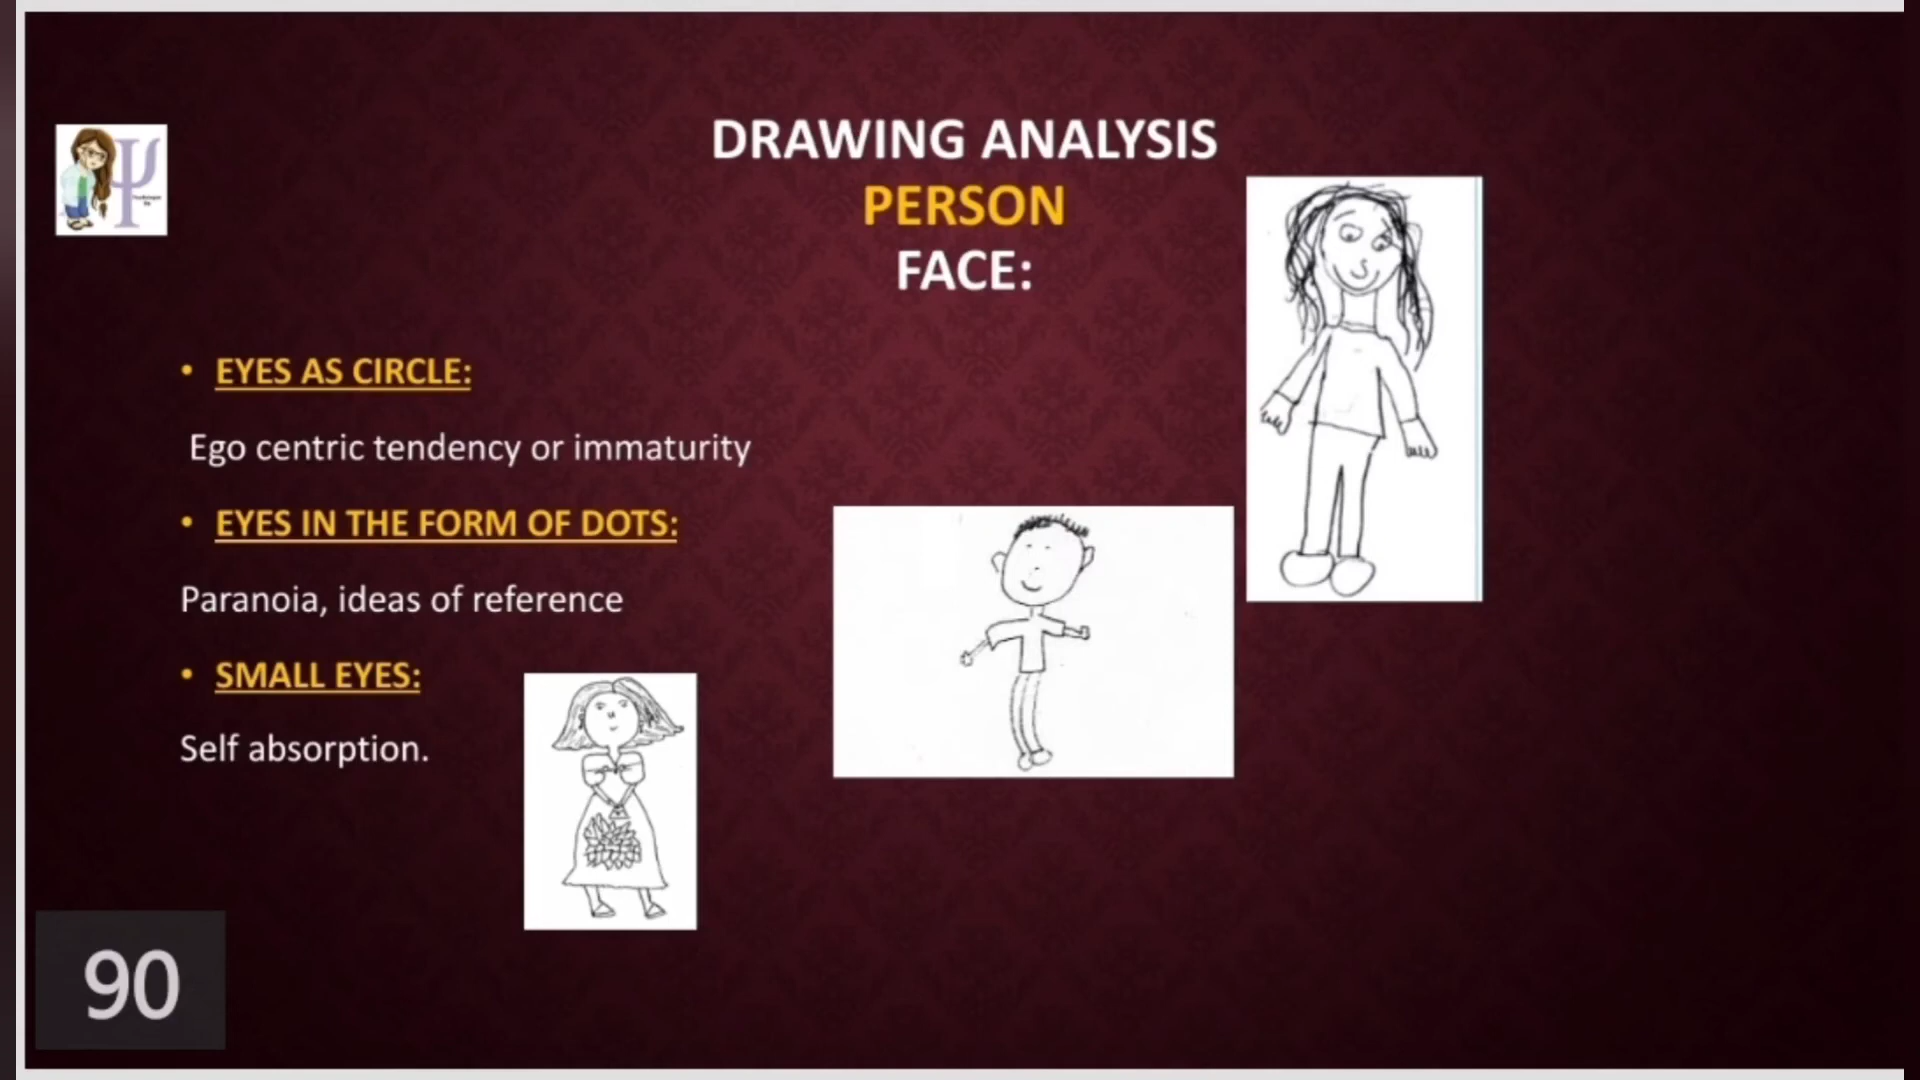 DRAWING ANALYSIS
PERSON
FACE:
• EYES AS CIRCLE:
Ego centric tendency or immaturity
• EYES IN THE FORM OF DOTS:
Paranoia, ideas of reference
• SMALL EYES:
Self absorption.
90